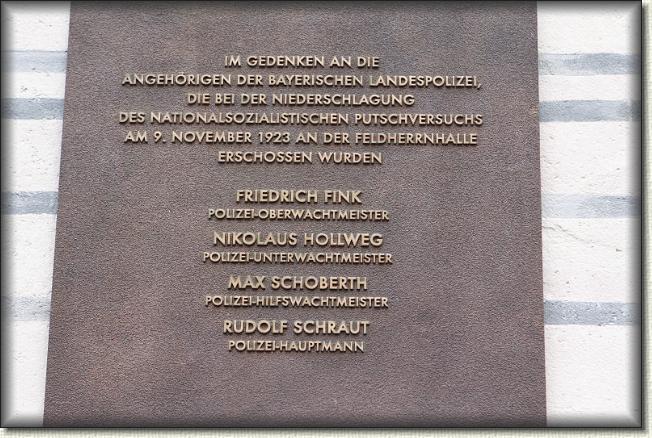 IM GEDENKEN AN DIE
ANGEHÖRIGEN DER BAYERISCHEN LANDESPOLIZEI,
DIE BEI DER NIEDERSCHLAGUNG
DES NATIONALSOZIALISTISCHEN PUTSCHVERSUCHS
AM 9. NOVEMBER 1923 AN DER FELDHERRNHALLE
ERSCHOSSEN WURDEN
FRIEDRICH FINK
POLIZEI-OBERWACHTMEISTER
NIKOLAUS HOLLWEG
POLIZEI-UNTERWACHTMEISTER
MAX SCHOBERTH
POLIZEI-HILFSWACHTMEISTER
RUDOLF SCHRAUT
POLIZEI-HAUPTMANN